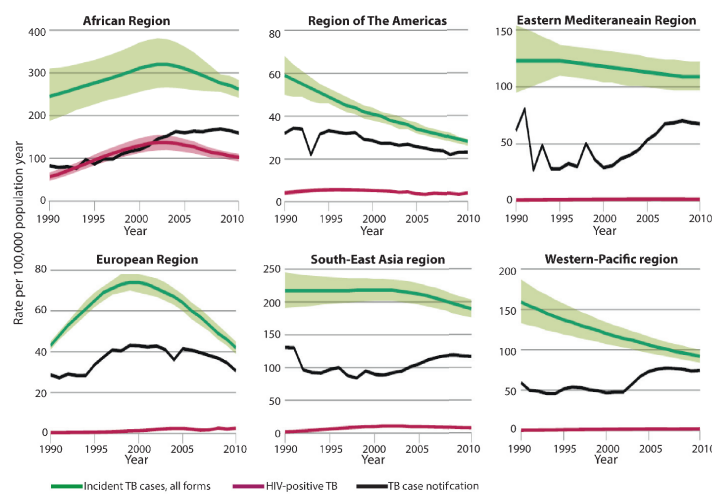 African Region
Region of The Americas
Eastern Mediteraneain Region
400
300
200
100
0
1990 1995 2000 2005 2010
Year
80
60
40
20
0
1990 1995 2000 2005 2010
Year
150
100
50
0
1990 1995 2000 2005 2010
Year
Rate per 100,000 population year
European Region
South-East Asia region
Western-Pacific region
80
60
40
20
0
1990 1995 2000 2005 2010
Year
250
200
150
100
50
0
1990 1995 2000 2005 2010
Year
200
150
100
50
0
1990 1995 2000 2005 2010
Year
Incident TB cases, all forms HIV-positive TB TB case notifcation